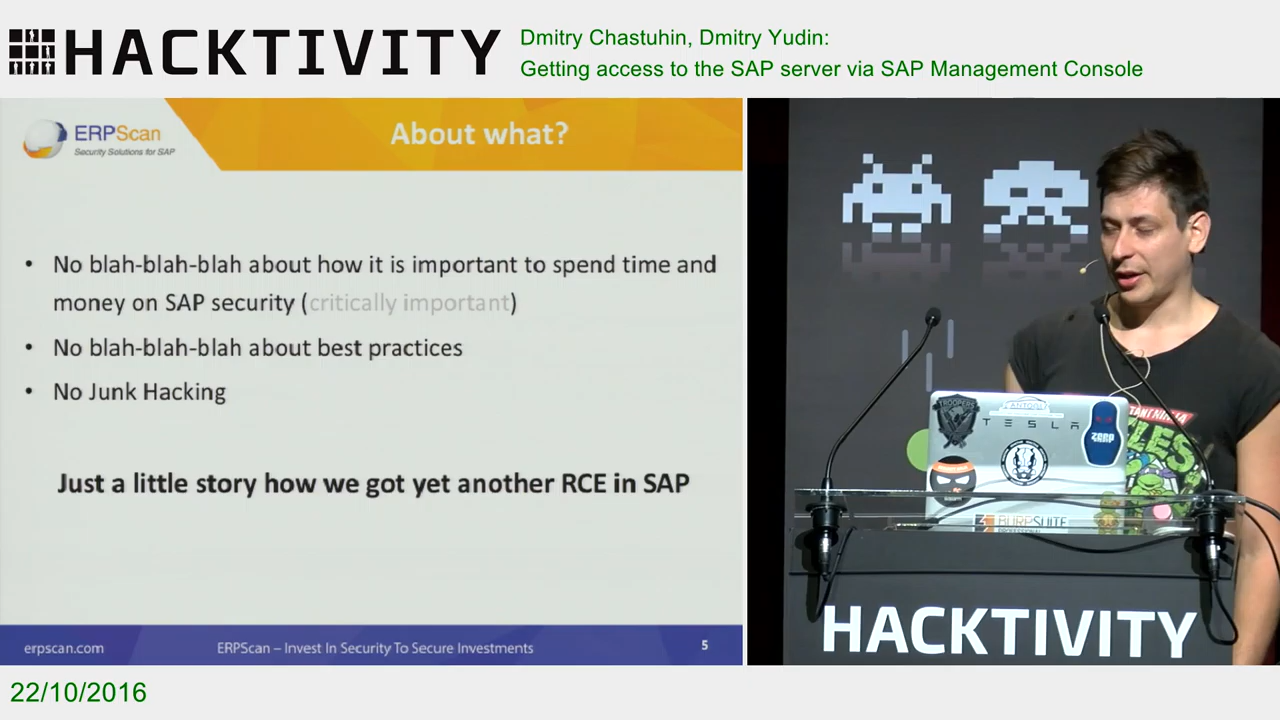 HACKTIVITY
Dmitry Chastuhin, Dmitry Yudin:
Getting access to the SAP server via SAP Management Console
ERPScan
Security Solutions for SAP
About what?
• No blah-blah-blah about how it is important to spend time and
money on SAP security (critically important)
• No blah-blah-blah about best practices
• No Junk Hacking
Just a little story how we got yet another RCE in SAP
erpscan.com
ERPScan – Invest In Security To Secure Investments
5
TROOPERS
TESLA
ZERO
BURPSUITE
PROFESSIONAL
HACKTIVITY
22/10/2016